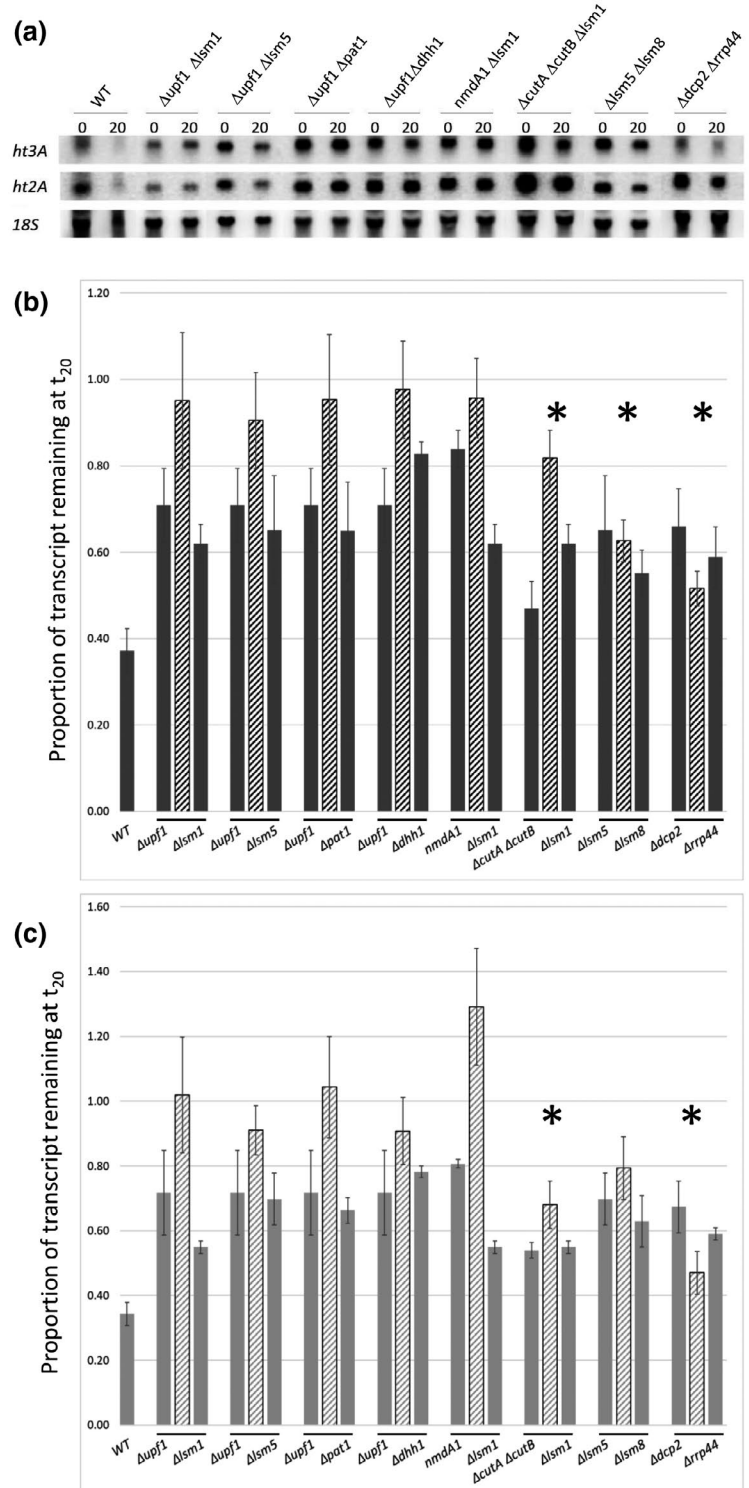 (a)
WT
Δupf1 Δlsm1
Δupf1 Δlsm5
Δupf1 Δpat1
Δupf1Δdhh1
nmdA1 Δlsm1
ΔcutA ΔcutB Δlsm1
Δlsm5 Δlsm8
Δdcp2 Δrrp44
0 20 0 20 0 20 0 20 0 20 0 20 0 20 0 20 0 20
ht3A
ht2A
18S
(b)
Proportion of transcript remaining at t20
1.20
1.00
0.80
0.60
0.40
0.20
0.00
* * *
WT
Δupf1 Δlsm1
Δupf1 Δlsm5
Δupf1 Δpat1
Δupf1 Δdhh1
nmdA1 Δlsm1
ΔcutA ΔcutB Δlsm1
Δlsm5 Δlsm8
Δdcp2 Δrrp44
(c)
Proportion of transcript remaining at t20
1.60
1.40
1.20
1.00
0.80
0.60
0.40
0.20
0.00
* *
WT
Δupf1 Δlsm1
Δupf1 Δlsm5
Δupf1 Δpat1
Δupf1 Δdhh1
nmdA1 Δlsm1
ΔcutA ΔcutB Δlsm1
Δlsm5 Δlsm8
Δdcp2 Δrrp44